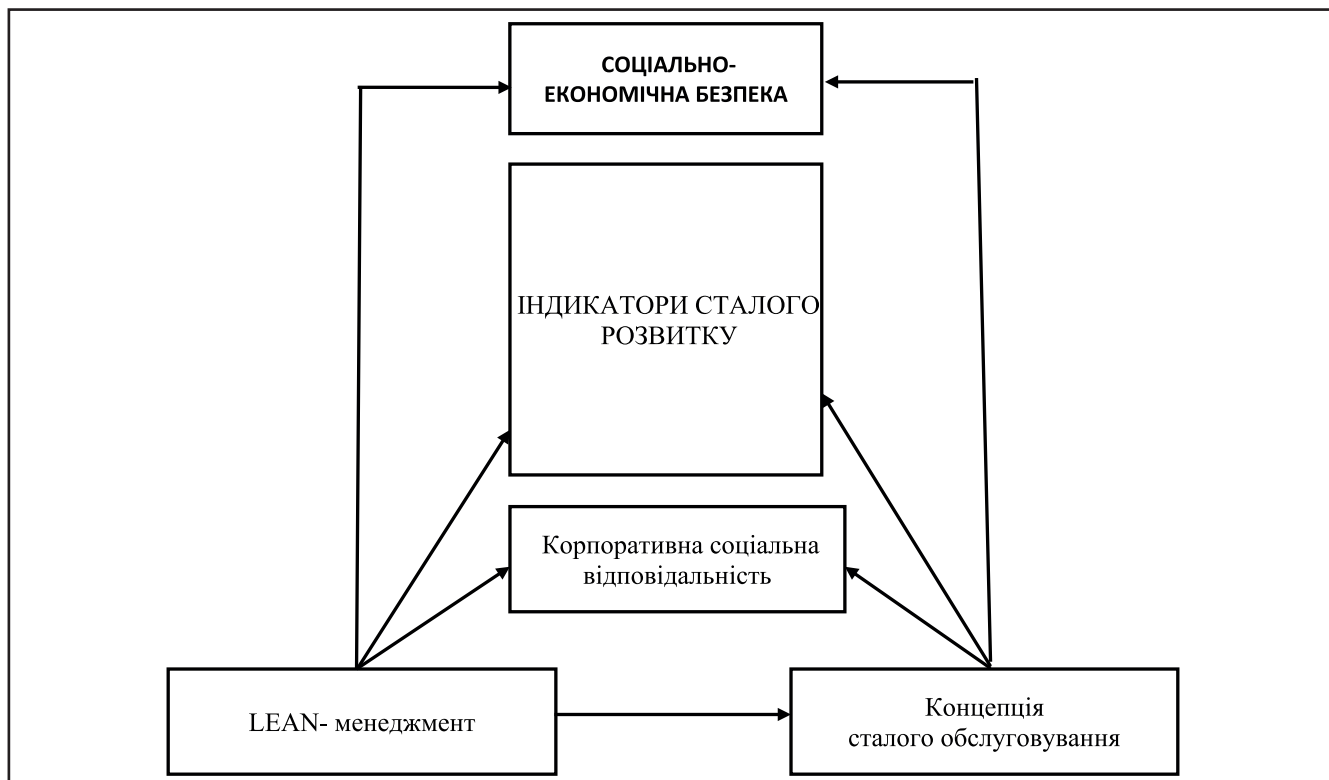 СОЦІАЛЬНО-
ЕКОНОМІЧНА БЕЗПЕКА
ІНДИКАТОРИ СТАЛОГО
РОЗВИТКУ
Корпоративна соціальна
відповідальність
LEAN- менеджмент
Концепція
сталого обслуговування